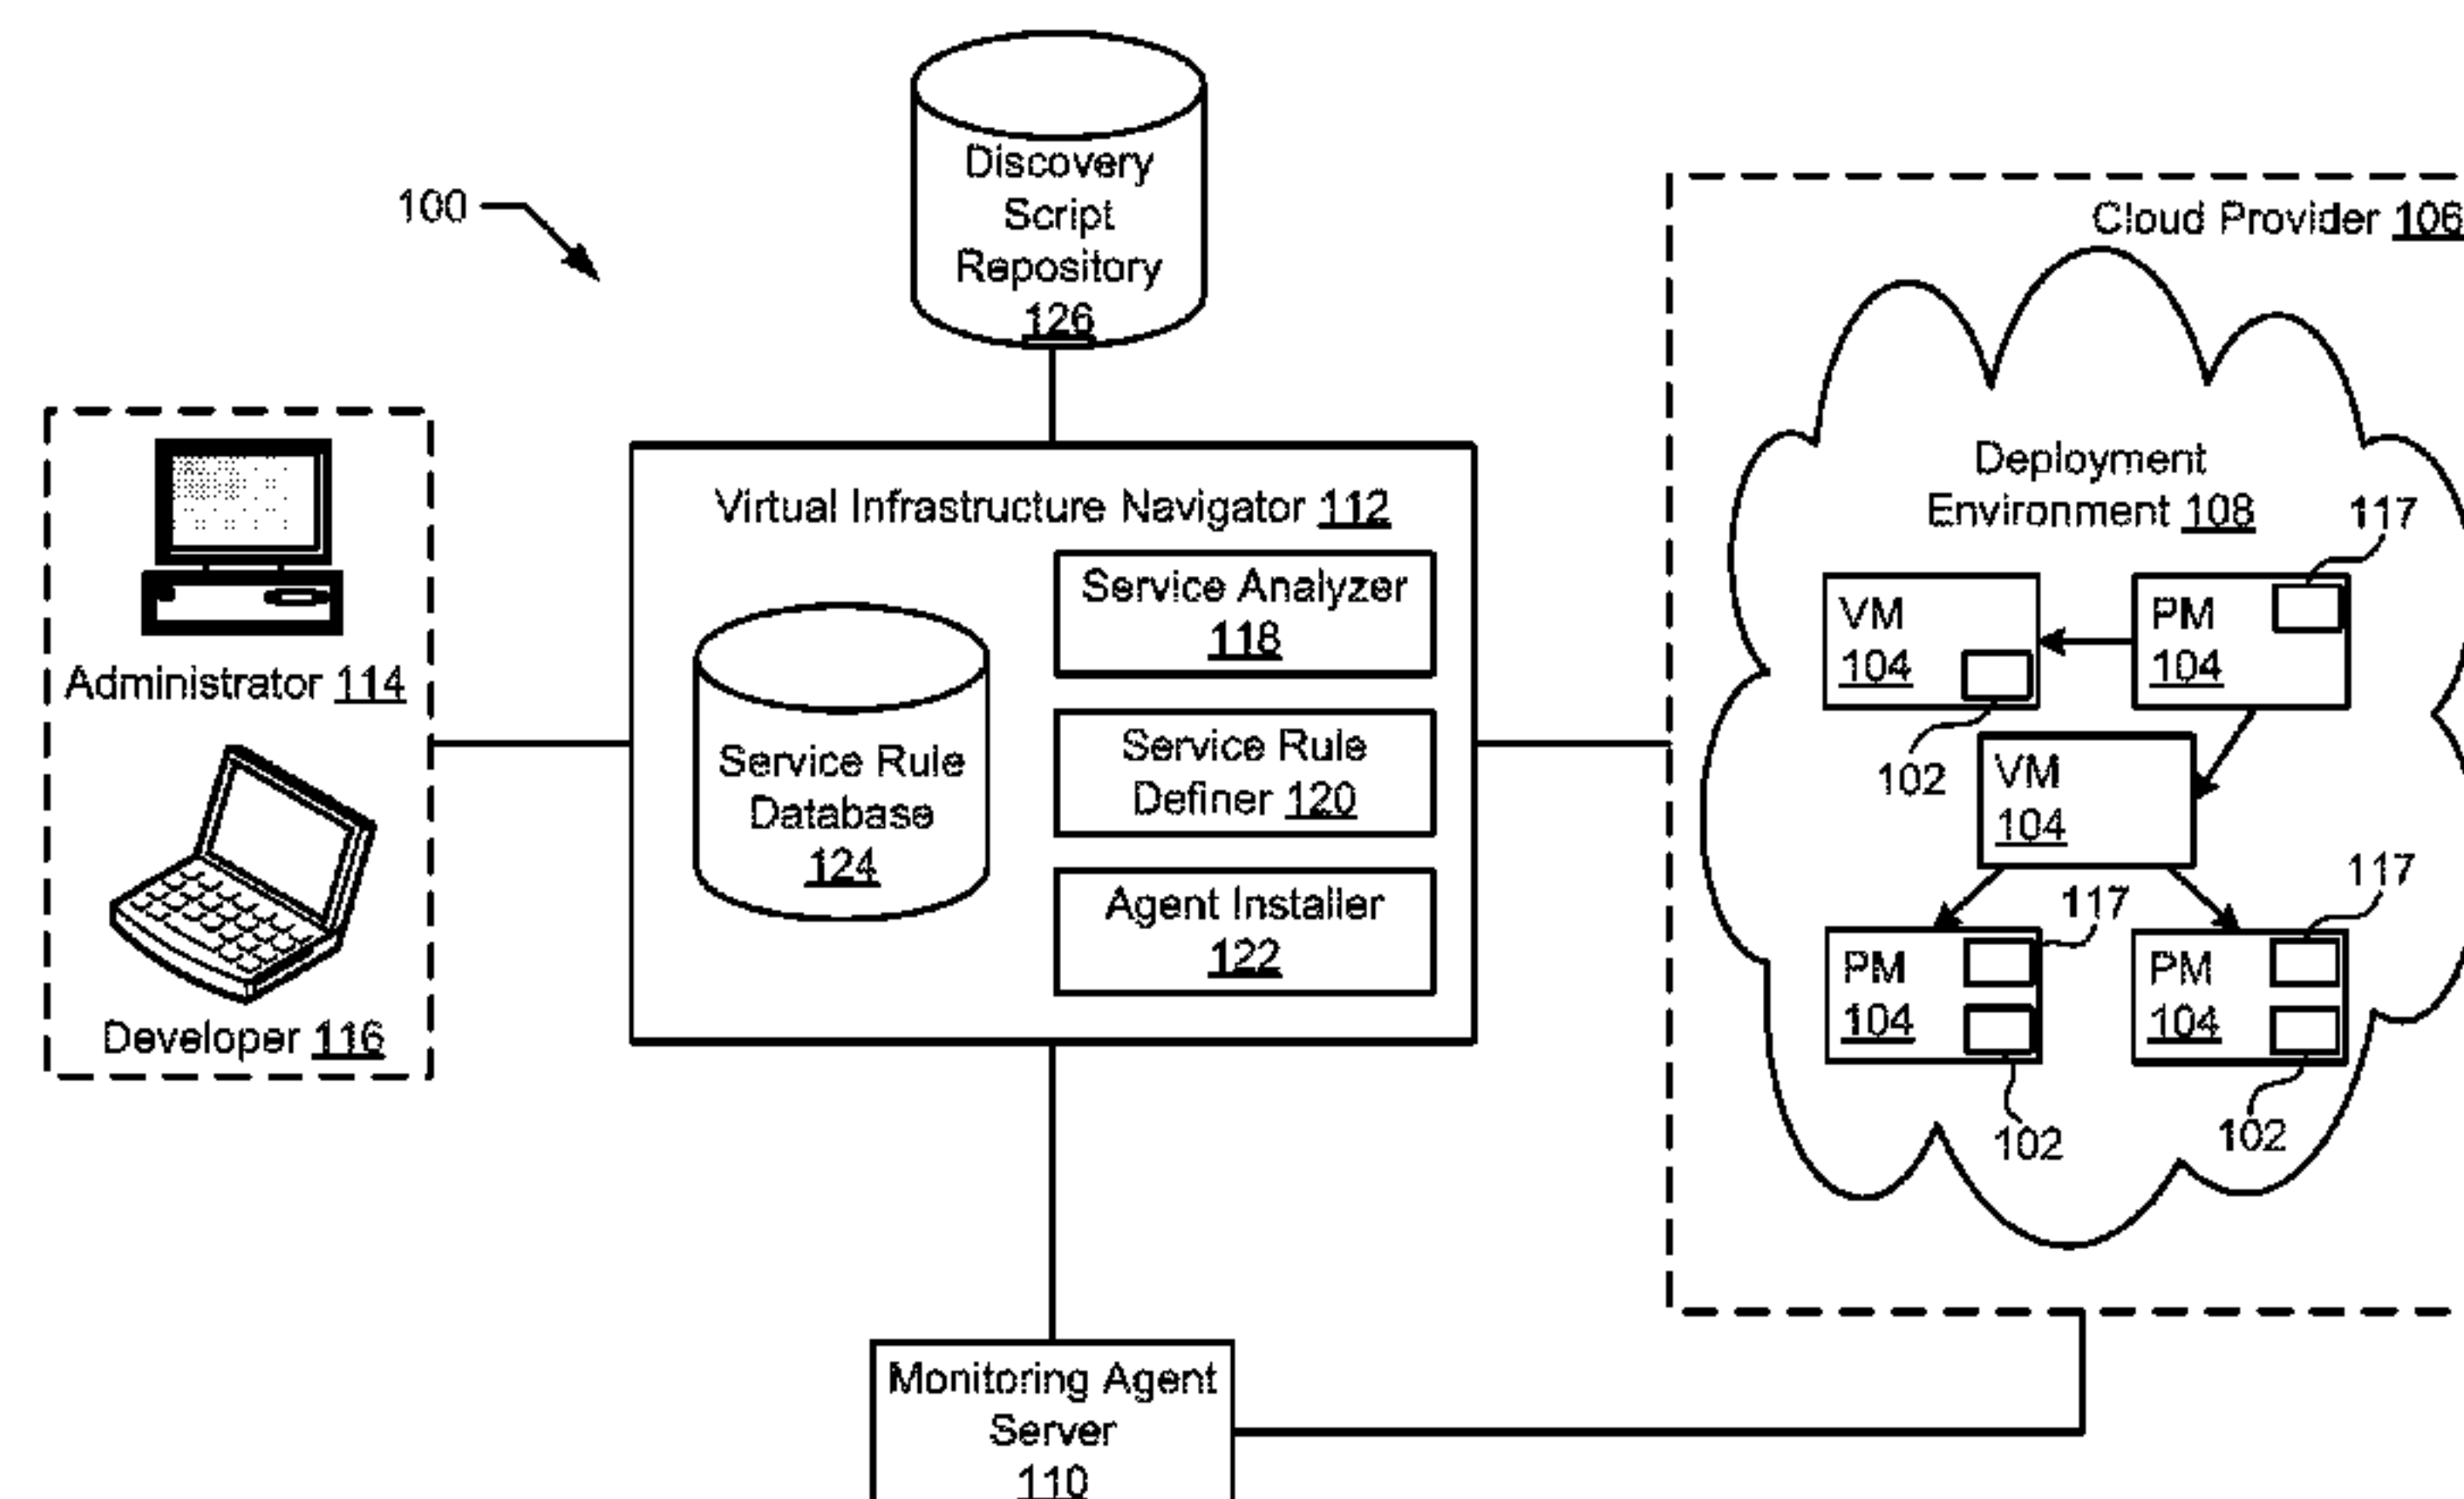 100
Discovery
Script
Repository
126
Cloud Provider 106
Administrator 114
Developer 116
Virtual Infrastructure Navigator 112
Service Rule
Database
124
Service Analyzer
118
Service Rule
Definer 120
Agent Installer
122
Deployment
Environment 108
117
VM
104
PM
104
102
VM
104
117
117
PM
104
PM
104
102
102
Monitoring Agent
Server
110